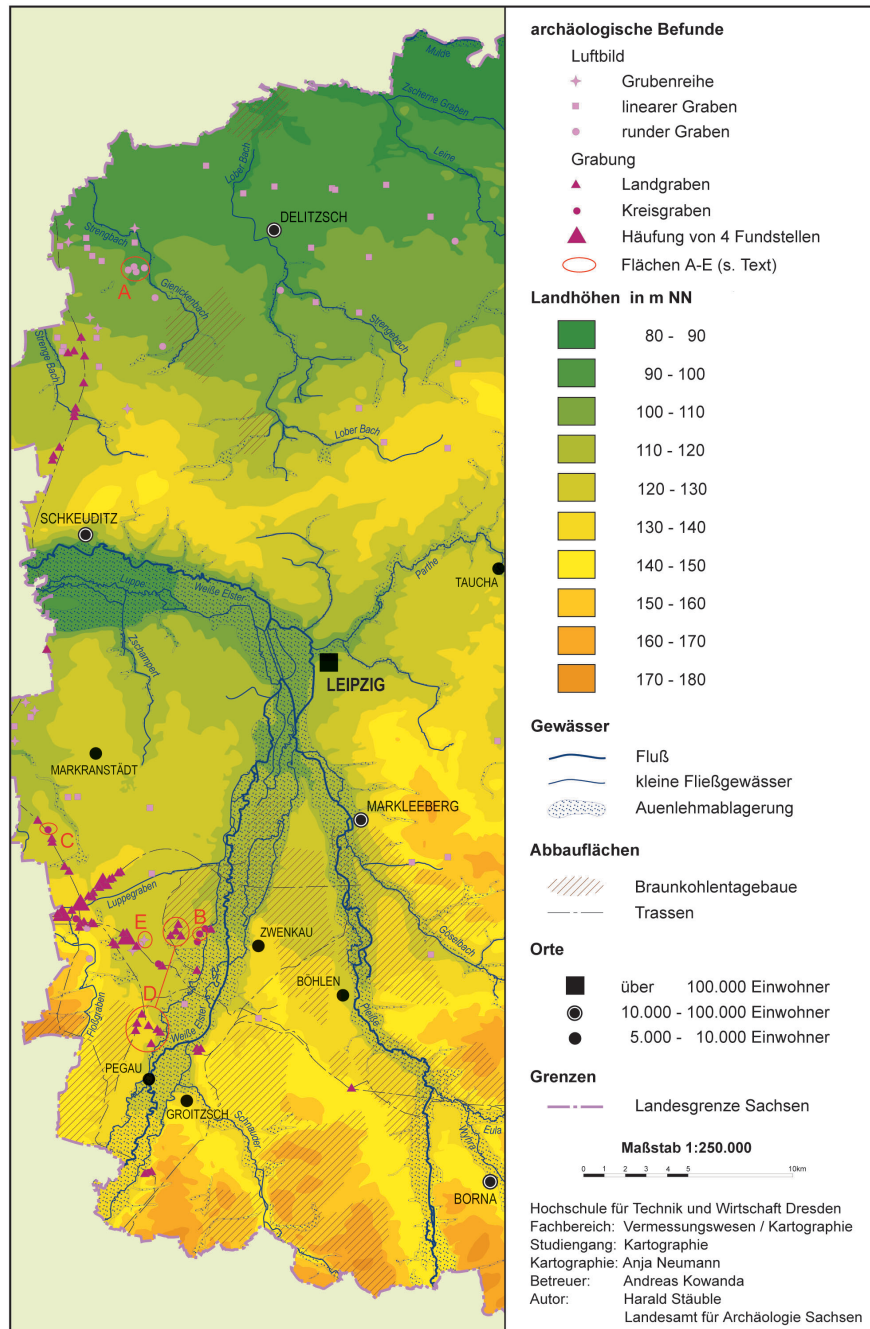 Mulde
Zscherne Graben
Leine
Lober Bach
DELITZSCH
Strengbach
A
Gienickenbach
Strengebach
Strenge Bach
Lober Bach
SCHKEUDITZ
Luppe
Weiße Elster
Parthe
TAUCHA
Zschampert
LEIPZIG
MARKRANSTÄDT
MARKLEEBERG
C
Luppegraben
E
B
ZWENKAU
Göselbach
BÖHLEN
D
Floßgraben
Weiße Elster
Pleiße
PEGAU
GROITZSCH
Schnauder
Eula
Wyhra
BORNA
archäologische Befunde
Luftbild
Grubenreihe
linearer Graben
runder Graben
Grabung
Landgraben
Kreisgraben
Häufung von 4 Fundstellen
Flächen A-E (s. Text)
Landhöhen in m NN
80 - 90
90 - 100
100 - 110
110 - 120
120 - 130
130 - 140
140 - 150
150 - 160
160 - 170
170 - 180
Gewässer
Fluß
kleine Fließgewässer
Auenlehmablagerung
Abbauflächen
Braunkohlentagebaue
Trassen
Orte
über 100.000 Einwohner
10.000 - 100.000 Einwohner
5.000 - 10.000 Einwohner
Grenzen
Landesgrenze Sachsen
Maßstab 1:250.000
0 1 2 3 4 5 10km
Hochschule für Technik und Wirtschaft Dresden
Fachbereich: Vermessungswesen / Kartographie
Studiengang: Kartographie
Kartographie: Anja Neumann
Betreuer: Andreas Kowanda
Autor: Harald Stäuble
Landesamt für Archäologie Sachsen